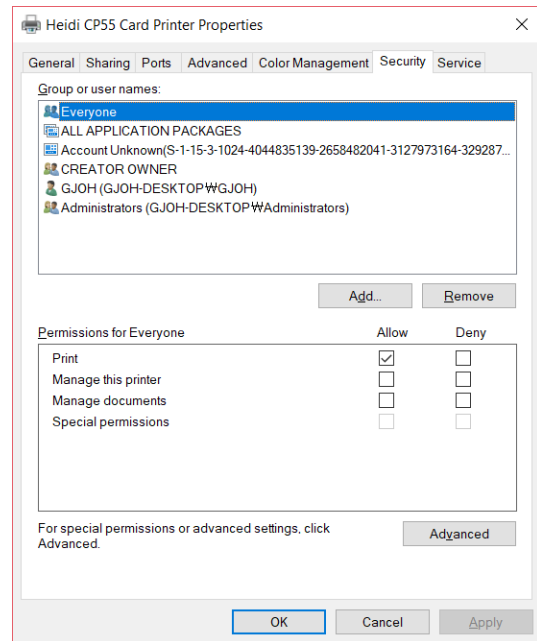 Heidi CP55 Card Printer Properties
General Sharing Ports Advanced Color Management Security Service
Group or user names:
Everyone
ALL APPLICATION PACKAGES
Account Unknown(S-1-15-3-1024-4044835139-2658482041-3127973164-329287...
CREATOR OWNER
GJOH (GJOH-DESKTOP₩GJOH)
Administrators (GJOH-DESKTOP₩Administrators)
Add... Remove
Permissions for Everyone Allow Deny
Print
Manage this printer
Manage documents
Special permissions
For special permissions or advanced settings, click
Advanced.
Advanced
OK Cancel Apply